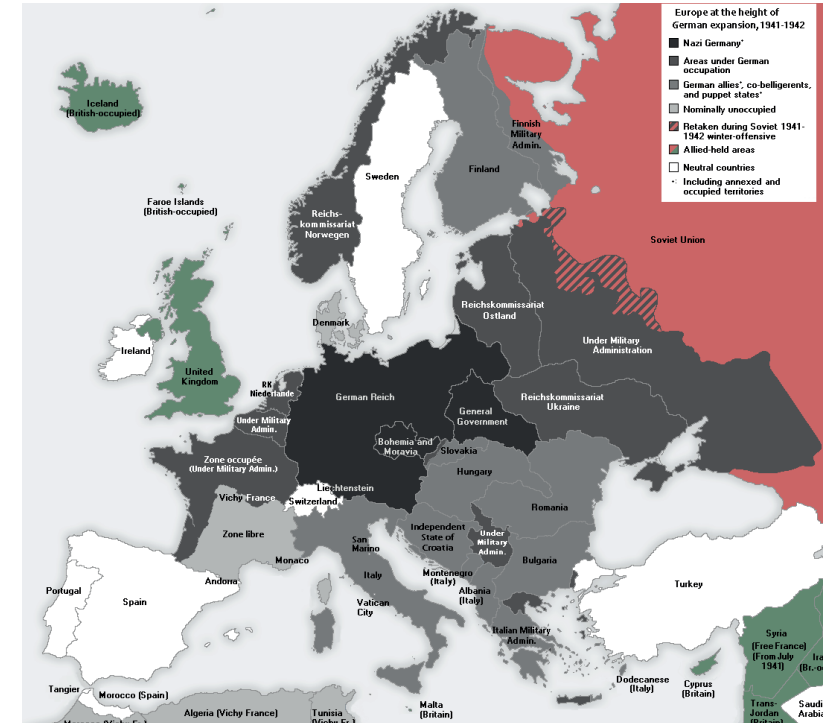 Europe at the height of
German expansion, 1941-1942
Nazi Germany*
Areas under German
occupation
German allies*, co-belligerents,
and puppet states*
Nominally unoccupied
Retaken during Soviet 1941-
1942 winter-offensive
Allied-held areas
Neutral countries
*: Including annexed and
occupied territories
Iceland
(British-occupied)
Finnish
Military
Admin.
Finland
Sweden
Faroe Islands
(British-occupied)
Reichs-
kommissariat
Norwegen
Soviet Union
Reichskommissariat
Ostland
Denmark
Ireland
United
Kingdom
Under Military
Administration
RK
Niederlande
German Reich
Reichskommissariat
Ukraine
General
Government
Under Military
Admin.
Bohemia and
Moravia
Slovakia
Zone occupée
(Under Military Admin.)
Hungary
Liechtenstein
Switzerland
Vichy France
Romania
Zone libre
Independent
State of
Croatia
Under
Military
Admin.
San
Marino
Monaco
Bulgaria
Italy
Montenegro
(Italy)
Andorra
Turkey
Portugal
Spain
Albania
(Italy)
Vatican
City
Italian Military
Admin.
Syria
(Free France)
(From July
1941)
Dodecanese
(Italy)
Cyprus
(Britain)
Tangier
Morocco (Spain)
Malta
(Britain)
Algeria (Vichy France)
Tunisia
Trans-
Jordan
Saudi